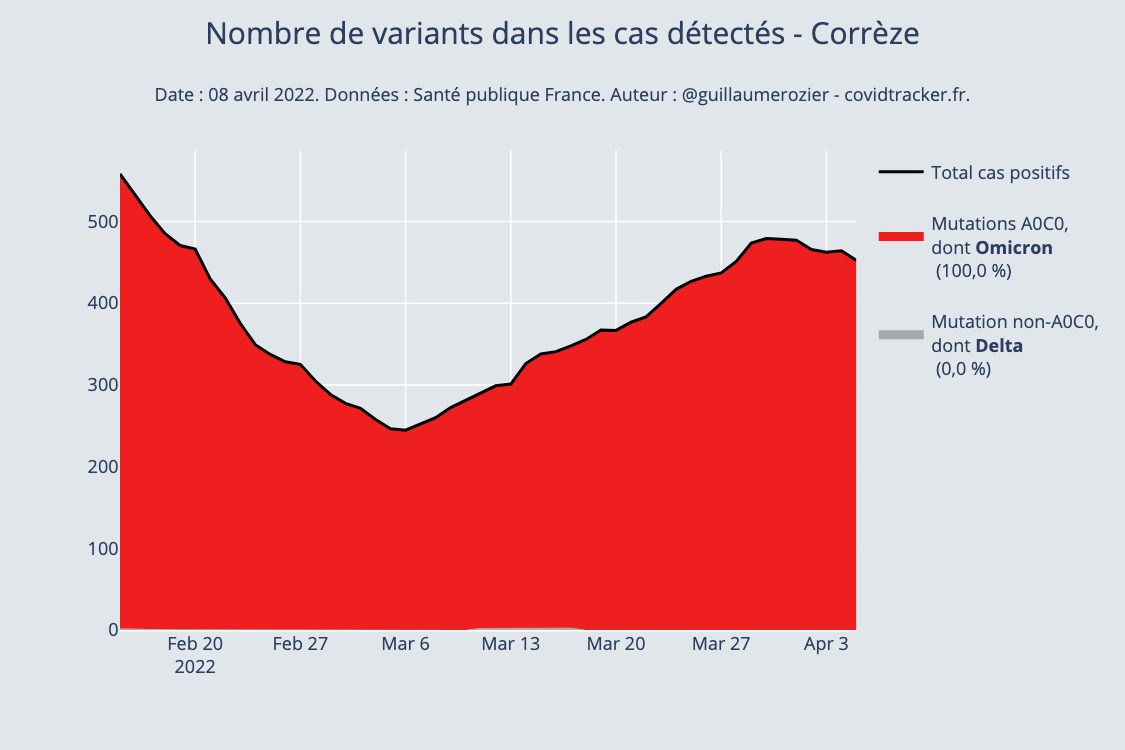 Nombre de variants dans les cas détectés - Corrèze
Date : 08 avril 2022. Données : Santé publique France. Auteur : @guillaumerozier - covidtracker.fr.
Total cas positifs
Mutations A0C0,
dont Omicron
(100,0 %)
Mutation non-A0C0,
dont Delta
(0,0 %)
500
400
300
200
100
0
Feb 20
2022
Feb 27
Mar 6
Mar 13
Mar 20
Mar 27
Apr 3